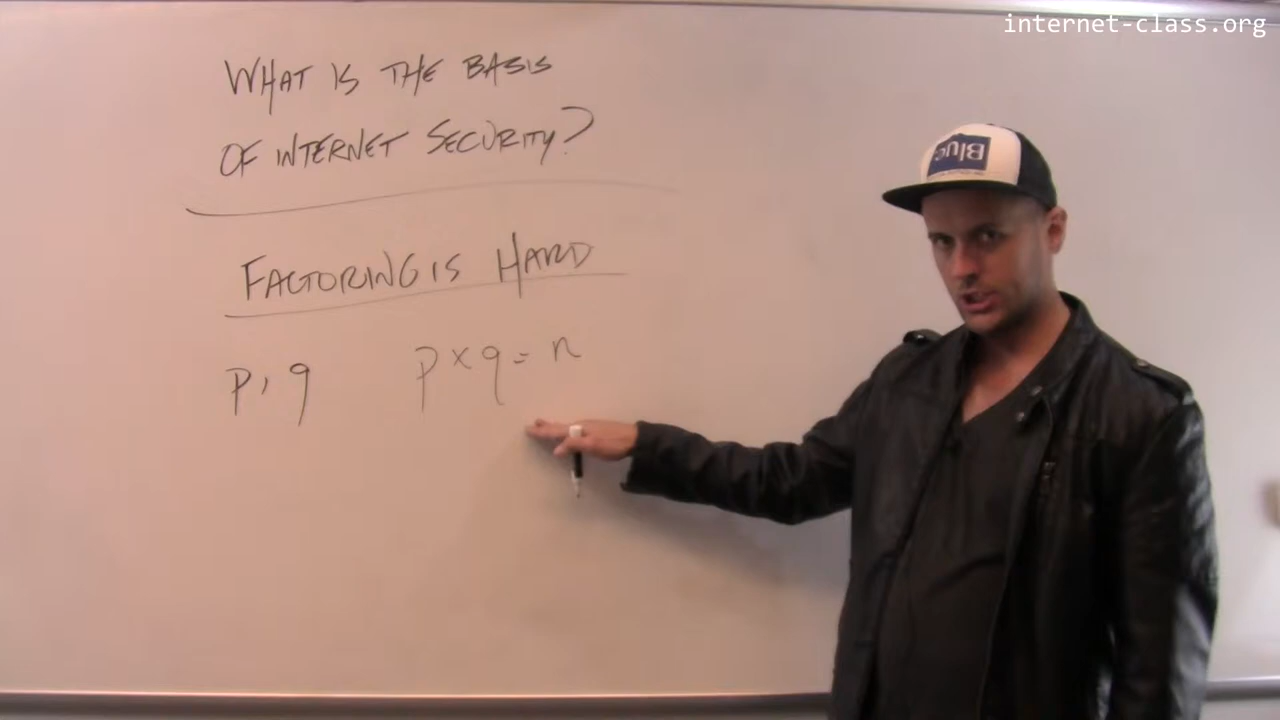 internet-class.org
WHAT IS THE BASIS
OF INTERNET SECURITY?
FACTORING IS HARD
p, q p × q = n
Blue